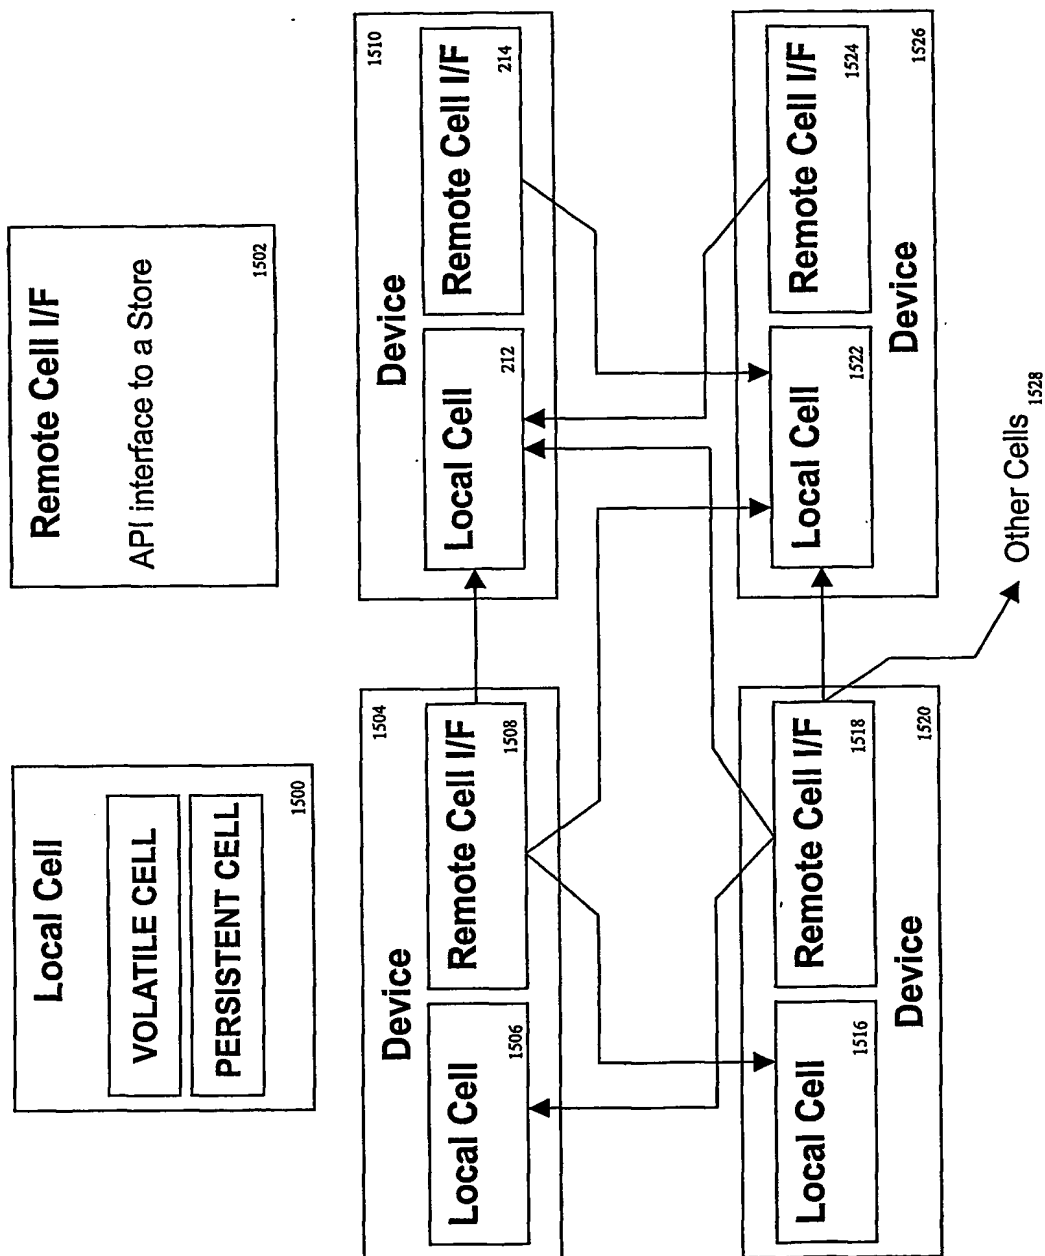 Local Cell
VOLATILE CELL
PERSISTENT CELL
1500
Remote Cell I/F
API interface to a Store
1502
Device
1504
Local Cell
1506
Remote Cell I/F
1508
Device
1510
Local Cell
212
Remote Cell I/F
214
Local Cell
1516
Remote Cell I/F
1518
Device
1520
Local Cell
1522
Remote Cell I/F
1524
Device
1526
Other Cells
1528